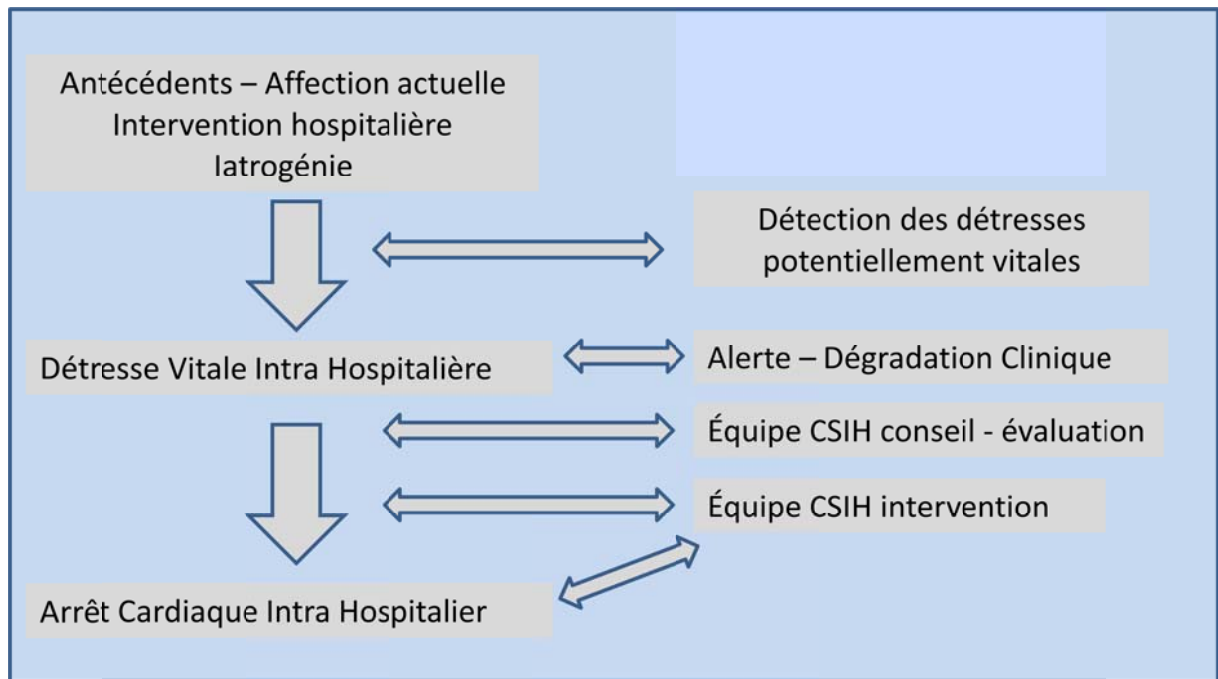 Antécédents – Affection actuelle
Intervention hospitalière
Iatrogénie
Détection des détresses
potentiellement vitales
Détresse Vitale Intra Hospitalière
Alerte – Dégradation Clinique
Équipe CSIH conseil - évaluation
Équipe CSIH intervention
Arrêt Cardiaque Intra Hospitalier